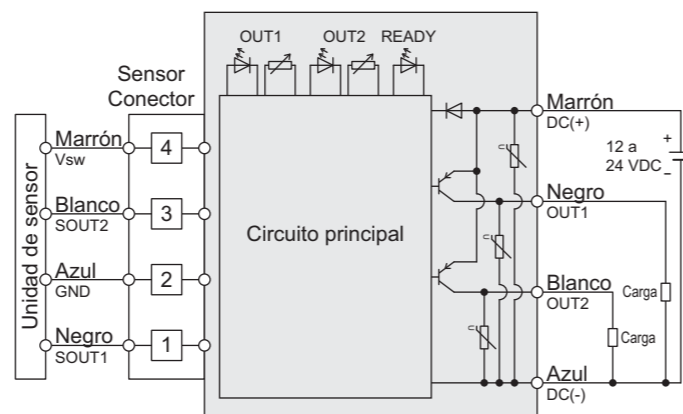 OUT1
OUT2
READY
Sensor
Conector
Unidad de sensor
Marrón
Vsw
4
Blanco
SOUT2
3
Azul
GND
2
Negro
SOUT1
1
Circuito principal
Marrón
DC(+)
12 a
24 VDC
+
−
Negro
OUT1
Blanco
OUT2
Carga
Carga
Azul
DC(-)